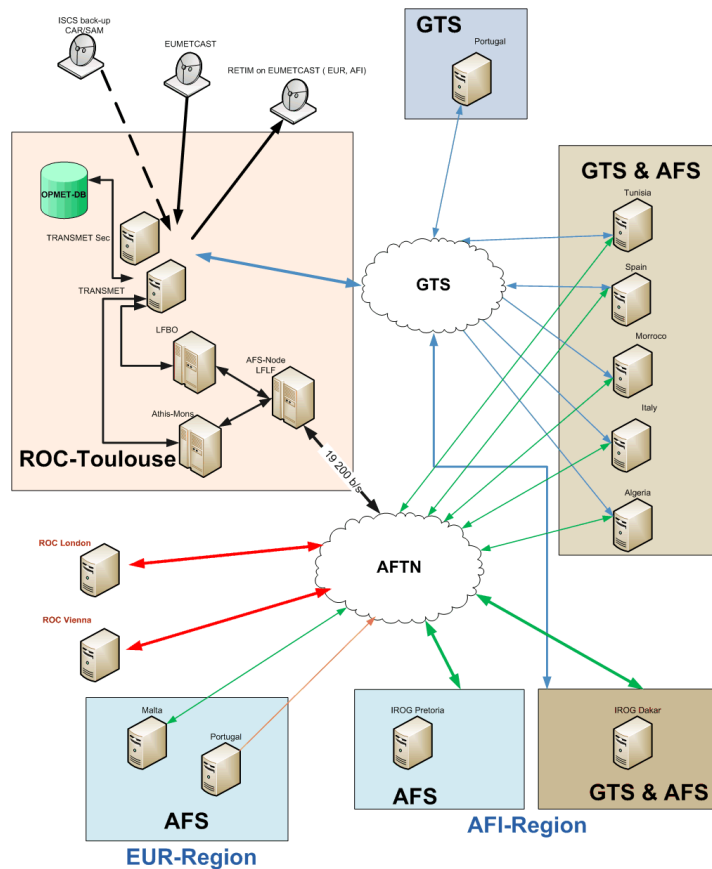 ISCS back-up
CAR/SAM
EUMETCAST
RETIM on EUMETCAST ( EUR, AFI)
GTS
Portugal
OPMET-DB
TRANSMET Sec
TRANSMET
LFBO
AFS-Node
LFLF
Athis-Mons
ROC-Toulouse
19 200 b/s
GTS
GTS & AFS
Tunisia
Spain
Morroco
Italy
Algeria
ROC London
ROC Vienna
AFTN
Malta
Portugal
AFS
EUR-Region
IROG Pretoria
AFS
IROG Dakar
GTS & AFS
AFI-Region